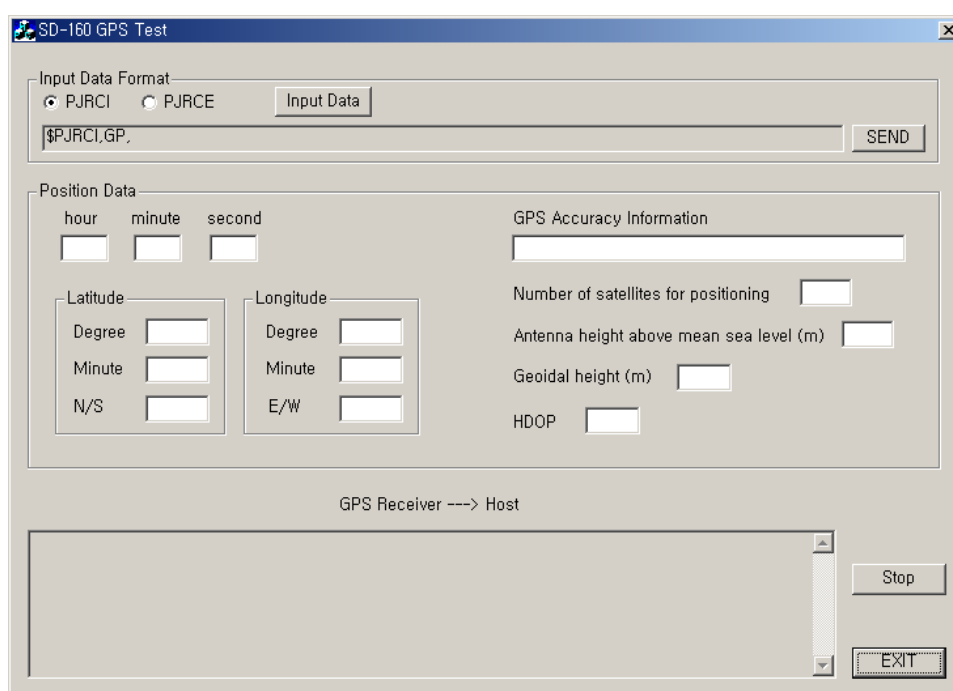 SD-160 GPS Test
Input Data Format
PJRCI PJRCE Input Data
$PJRCI,GP,
SEND
Position Data
hour minute second
GPS Accuracy Information
Latitude
Degree
Minute
N/S
Longitude
Degree
Minute
E/W
Number of satellites for positioning
Antenna height above mean sea level (m)
Geoidal height (m)
HDOP
GPS Receiver ---> Host
Stop
EXIT